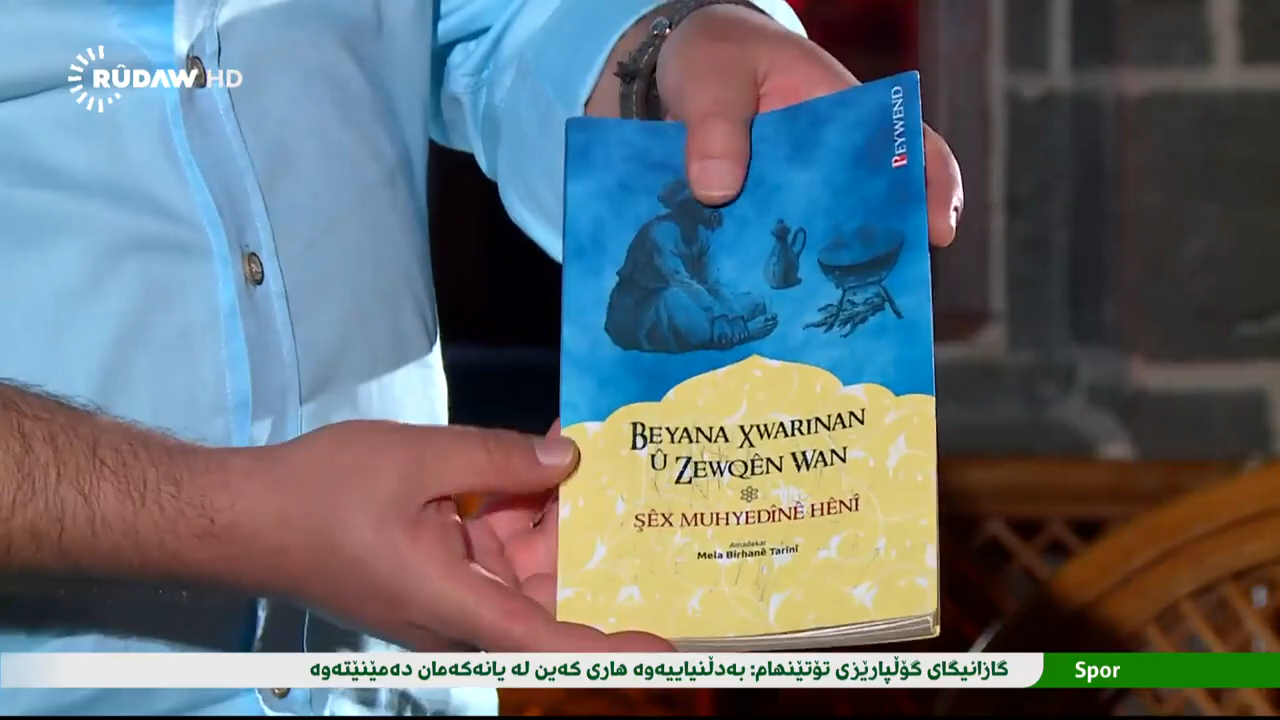 RÛDAW HD
PEYWEND
BEYANA XWARINAN
Û ZEWQÊN WAN
ŞÊX MUHYEDÎNÊ HÊNÎ
Amadekar
Mela Birhanê Tarînî
گازانیگای گۆڵپارێزی تۆتێنهام: بەدڵنیاییەوە هاری کەین لە یانەکەمان دەمێنێتەوە
Spor